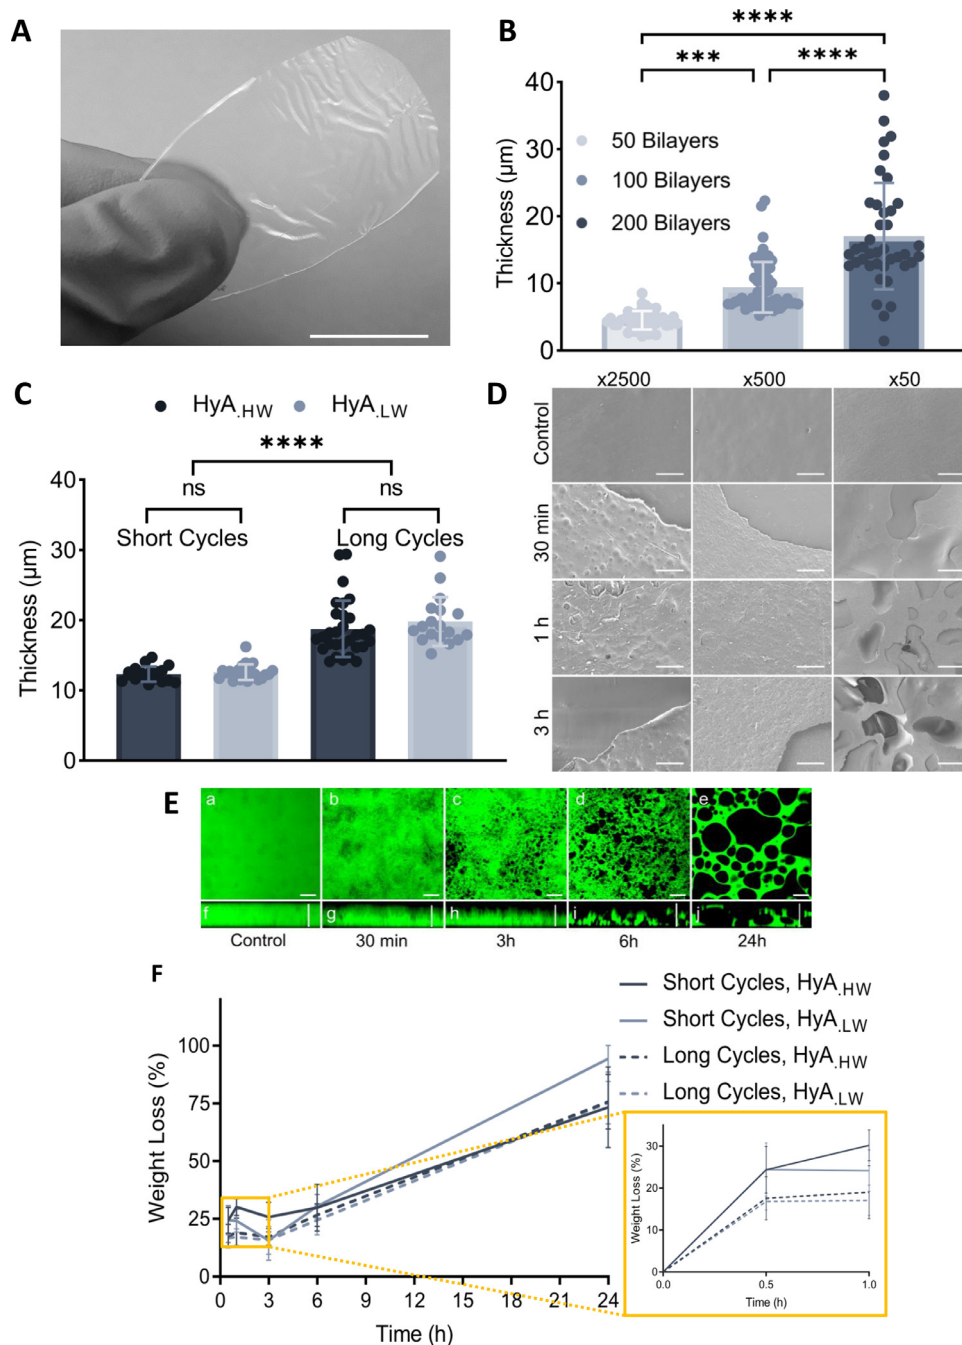 A
B
****
***
****
Thickness (µm)
40
30
20
10
0
50 Bilayers
100 Bilayers
200 Bilayers
C
HyA.HW
HyA.LW
****
ns
ns
Short Cycles
Long Cycles
Thickness (µm)
40
30
20
10
0
D
x2500
x500
x50
Control
30 min
1 h
3 h
E
a
b
c
d
e
f
g
h
i
j
Control
30 min
3h
6h
24h
F
Short Cycles, HyA.HW
Short Cycles, HyA.LW
Long Cycles, HyA.HW
Long Cycles, HyA.LW
Weight Loss (%)
100
75
50
25
0
0 3 6 9 12 15 18 21 24
Time (h)
Weight Loss (%)
30
20
10
0
0.0 0.5 1.0
Time (h)